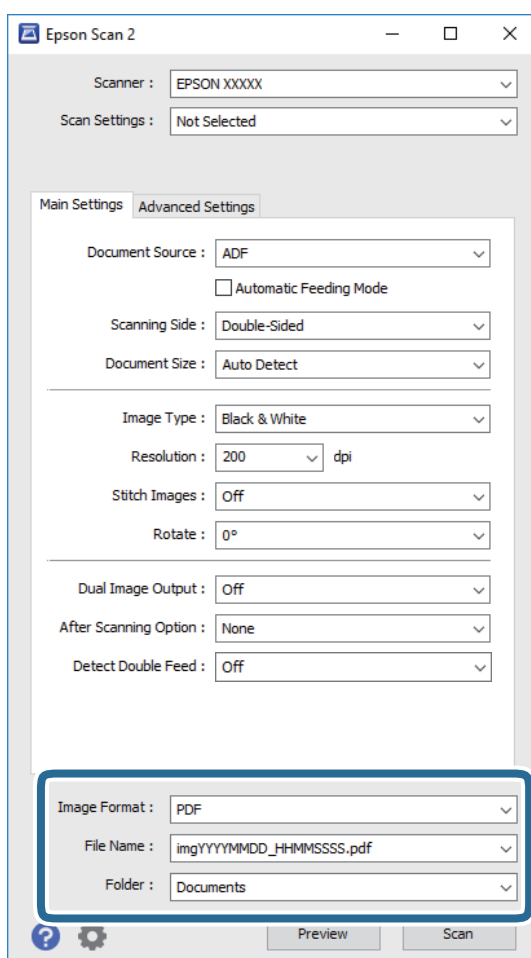 Epson Scan 2
Scanner : EPSON XXXXX
Scan Settings : Not Selected
Main Settings Advanced Settings
Document Source : ADF
Automatic Feeding Mode
Scanning Side : Double-Sided
Document Size : Auto Detect
Image Type : Black & White
Resolution : 200 dpi
Stitch Images : Off
Rotate : 0°
Dual Image Output : Off
After Scanning Option : None
Detect Double Feed : Off
Image Format : PDF
File Name : imgYYYYMMDD_HHMMSSSS.pdf
Folder : Documents
? Preview Scan